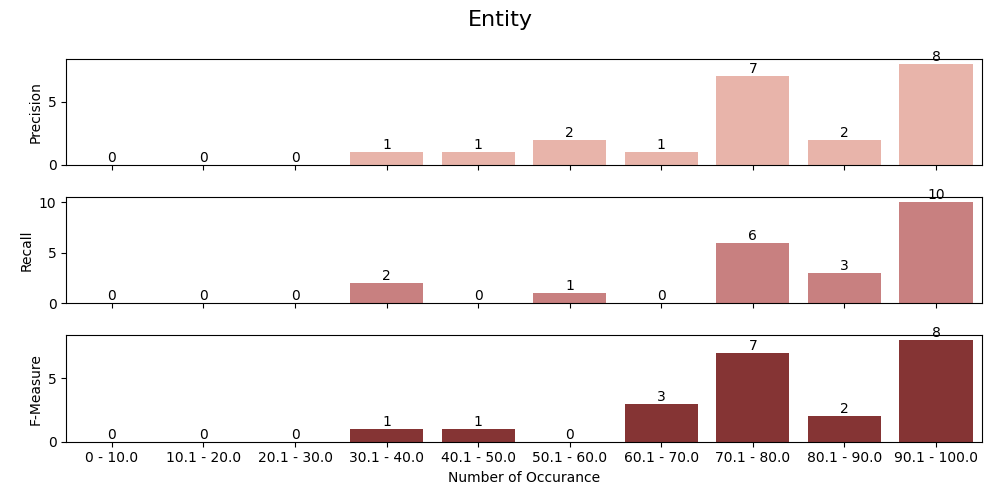 Entity
Precision
5
0
0 0 0 1 1 2 1 7 2 8
Recall
10
5
0
0 0 0 2 0 1 0 6 3 10
F-Measure
5
0
0 0 0 1 1 0 3 7 2 8
0 - 10.0 10.1 - 20.0 20.1 - 30.0 30.1 - 40.0 40.1 - 50.0 50.1 - 60.0 60.1 - 70.0 70.1 - 80.0 80.1 - 90.0 90.1 - 100.0
Number of Occurance